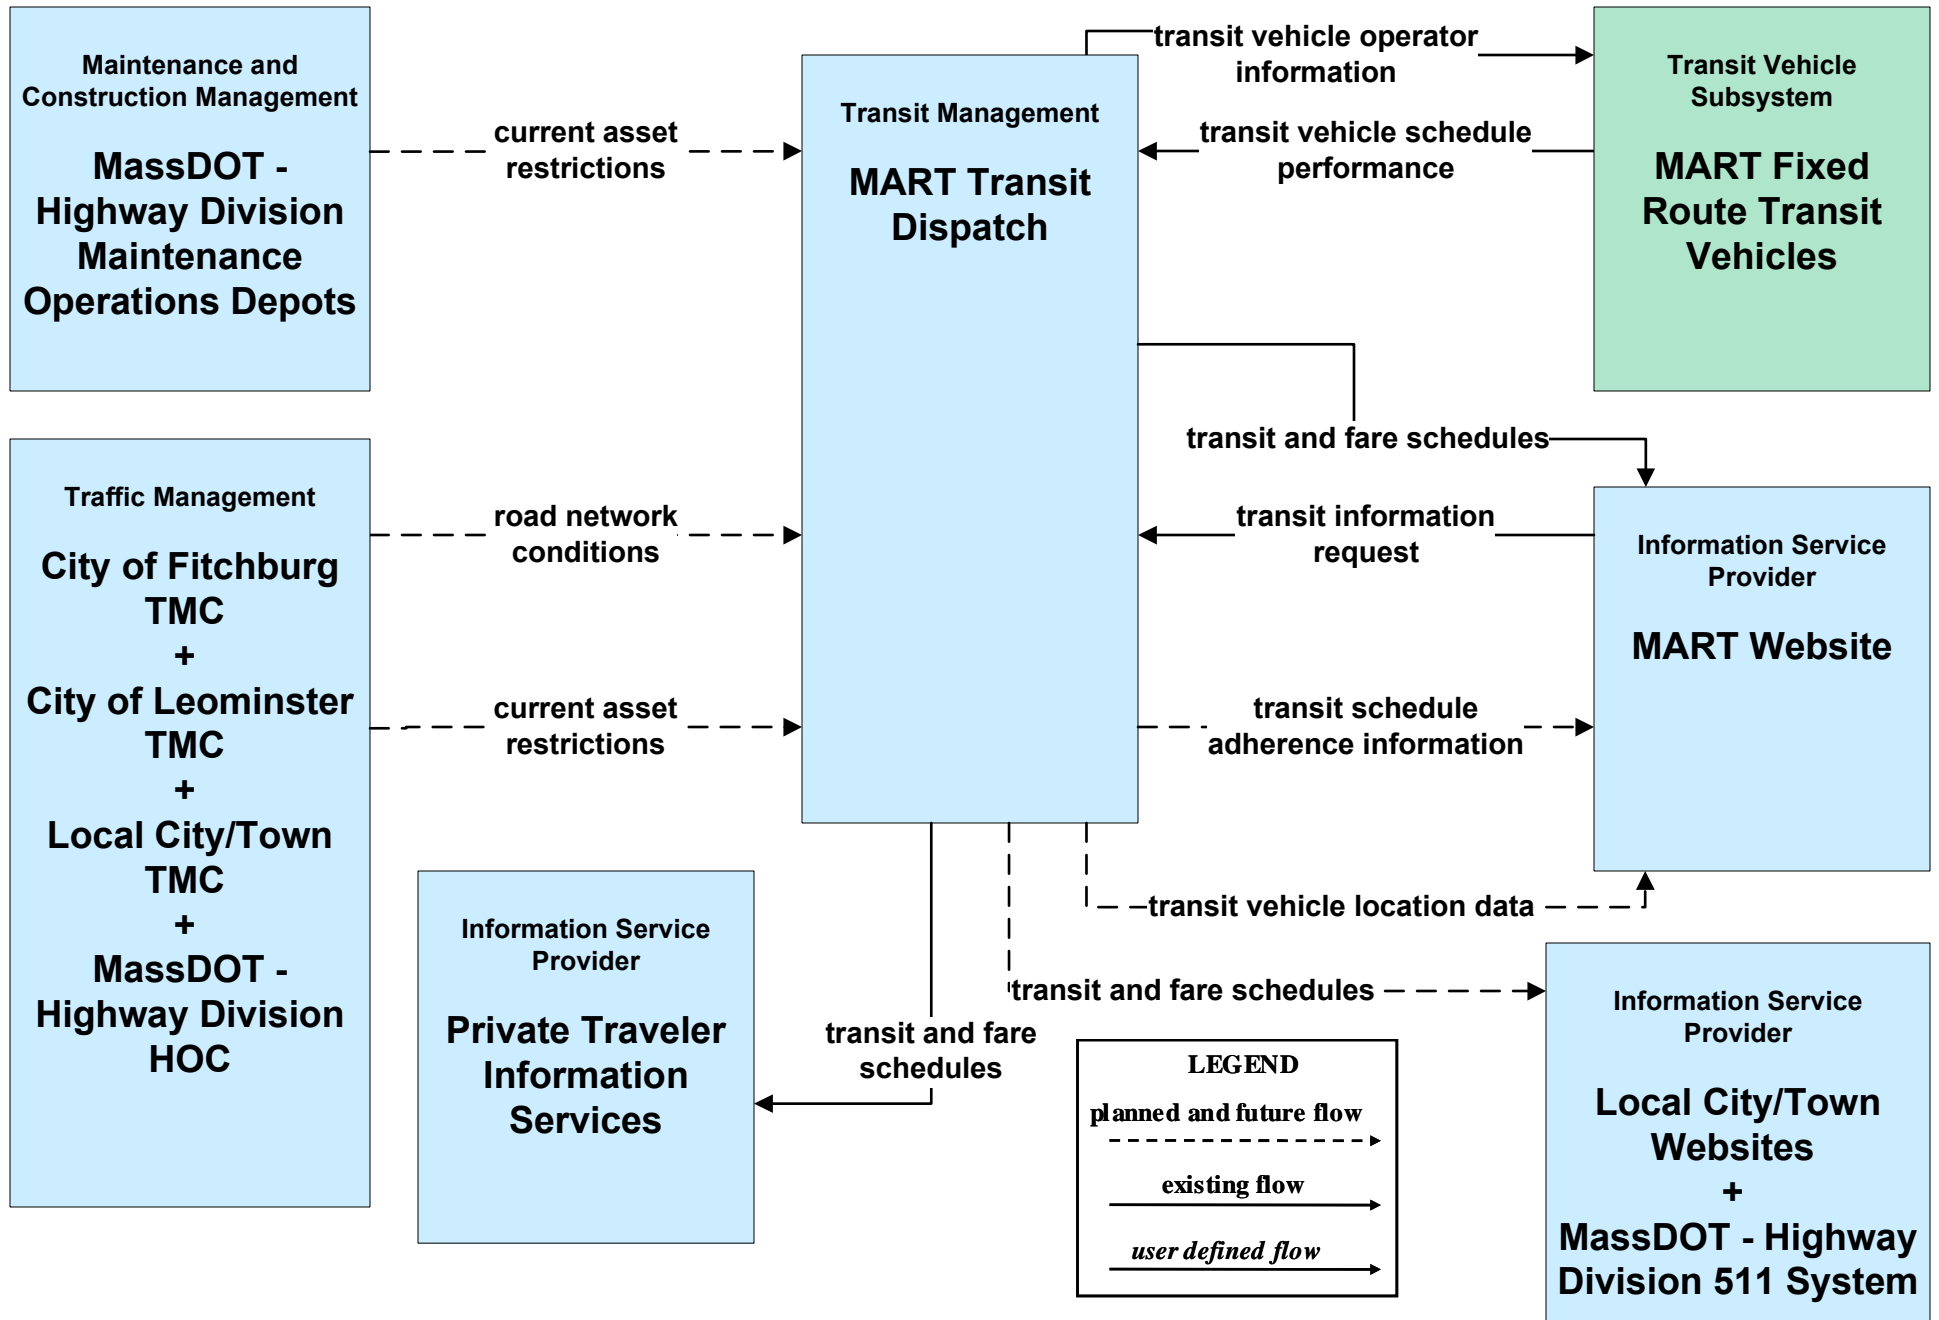 Maintenance and
Construction Management
MassDOT -
Highway Division
Maintenance
Operations Depots
current asset
restrictions
Transit Management
MART Transit
Dispatch
transit vehicle operator
information
transit vehicle schedule
performance
Transit Vehicle
Subsystem
MART Fixed
Route Transit
Vehicles
Traffic Management
City of Fitchburg
TMC
+
City of Leominster
TMC
+
Local City/Town
TMC
+
MassDOT -
Highway Division
HOC
road network
conditions
current asset
restrictions
transit and fare schedules
transit information
request
transit schedule
adherence information
Information Service
Provider
MART Website
transit vehicle location data
transit and fare schedules
Information Service
Provider
Private Traveler
Information
Services
transit and fare
schedules
LEGEND
planned and future flow
existing flow
user defined flow
Information Service
Provider
Local City/Town
Websites
+
MassDOT - Highway
Division 511 System